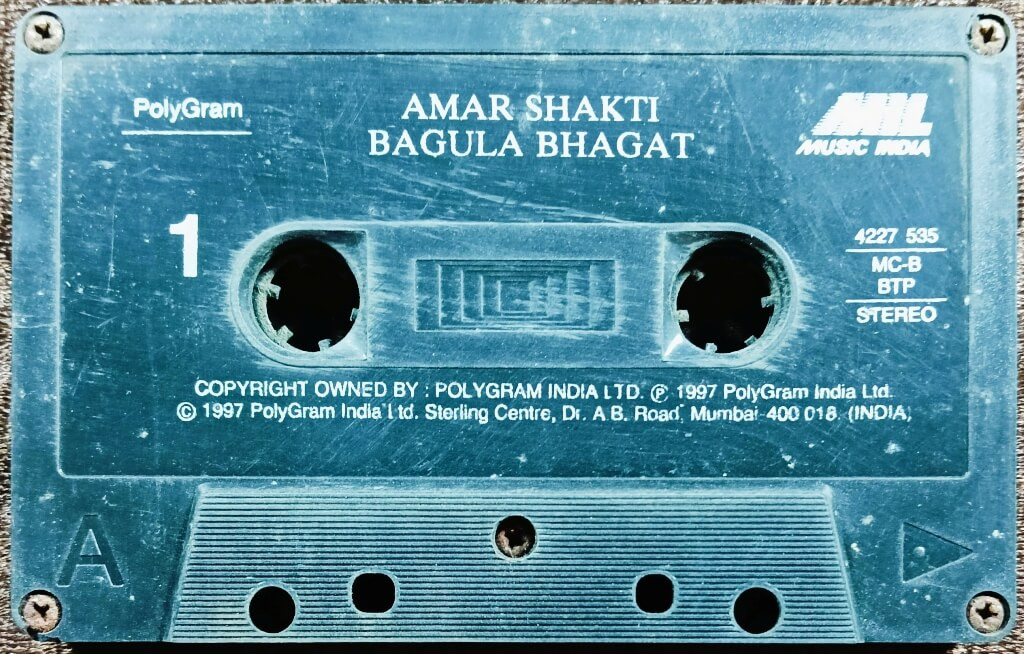 PolyGram
AMAR SHAKTI
BAGULA BHAGAT
MIL
MUSIC INDIA
1
4227 535
MC-B
BTP
STEREO
COPYRIGHT OWNED BY : POLYGRAM INDIA LTD. ℗ 1997 PolyGram India Ltd.
© 1997 PolyGram India Ltd. Sterling Centre, Dr. A.B. Road, Mumbai-400 018. (INDIA)
A